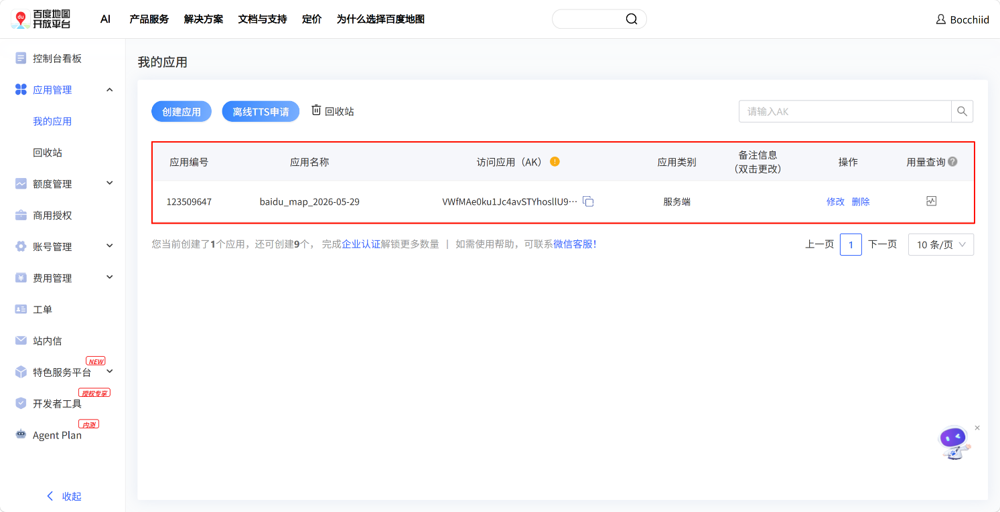 du
百度地图
开放平台
AI 产品服务 解决方案 文档与支持 定价 为什么选择百度地图
Bocchiid
控制台看板
应用管理
我的应用
回收站
额度管理
商用授权
账号管理
费用管理
工单
站内信
特色服务平台 NEW
开发者工具 授权专享
Agent Plan 内测
收起
我的应用
创建应用 离线TTS申请 回收站 请输入AK
应用编号 应用名称 访问应用（AK） 应用类别 备注信息 操作 用量查询
（双击更改）
123509647 baidu_map_2026-05-29 VWfMAe0ku1Jc4avSTYhosllU9··· 服务端 修改 删除
您当前创建了1个应用，还可创建9个， 完成企业认证解锁更多数量 | 如需使用帮助，可联系微信客服！ 上一页 1 下一页 10 条/页